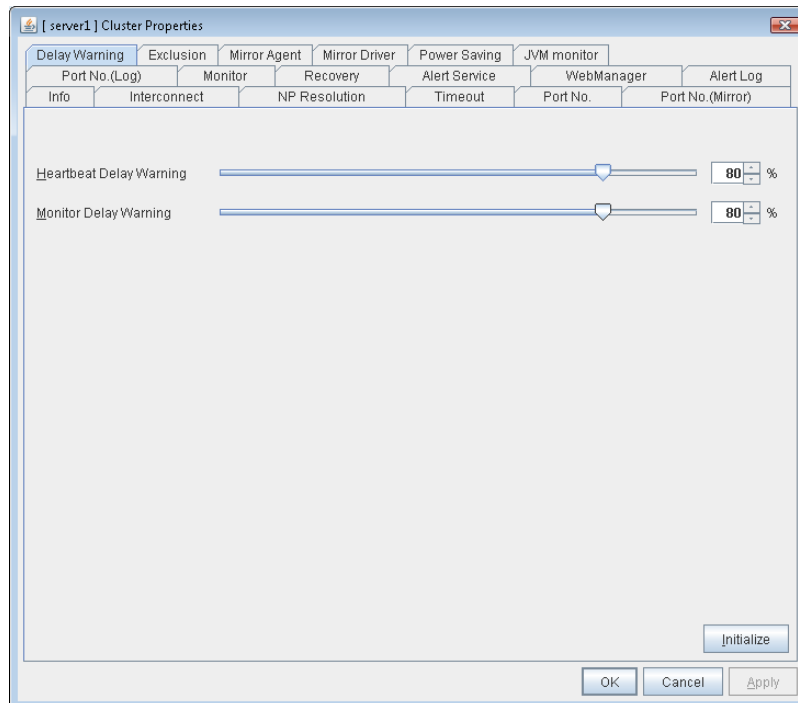 [ server1 ] Cluster Properties
Delay Warning Exclusion Mirror Agent Mirror Driver Power Saving JVM monitor
Port No.(Log) Monitor Recovery Alert Service WebManager Alert Log
Info Interconnect NP Resolution Timeout Port No. Port No.(Mirror)
Heartbeat Delay Warning 80 %
Monitor Delay Warning 80 %
Initialize
OK Cancel Apply